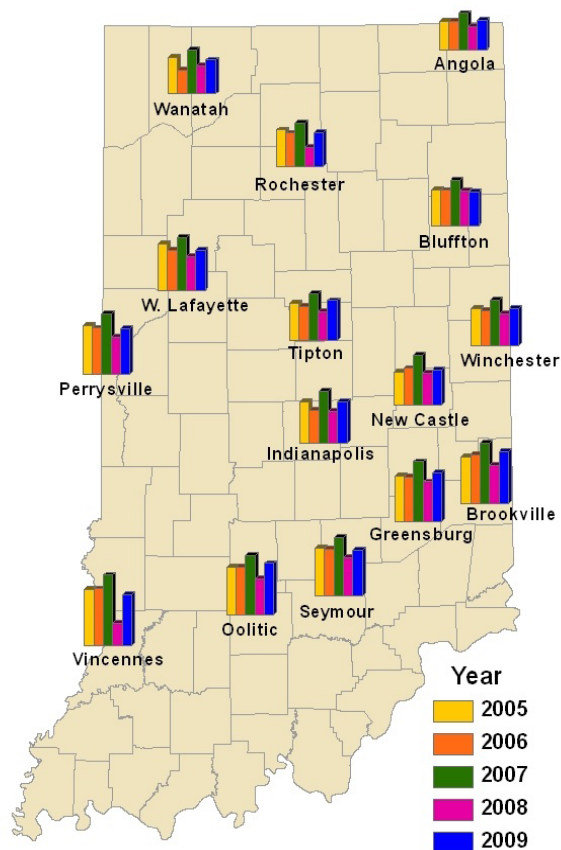 Angola
Wanatah
Rochester
Bluffton
W. Lafayette
Tipton
Winchester
Perrysville
New Castle
Indianapolis
Brookville
Greensburg
Seymour
Oolitic
Vincennes
Year
2005
2006
2007
2008
2009